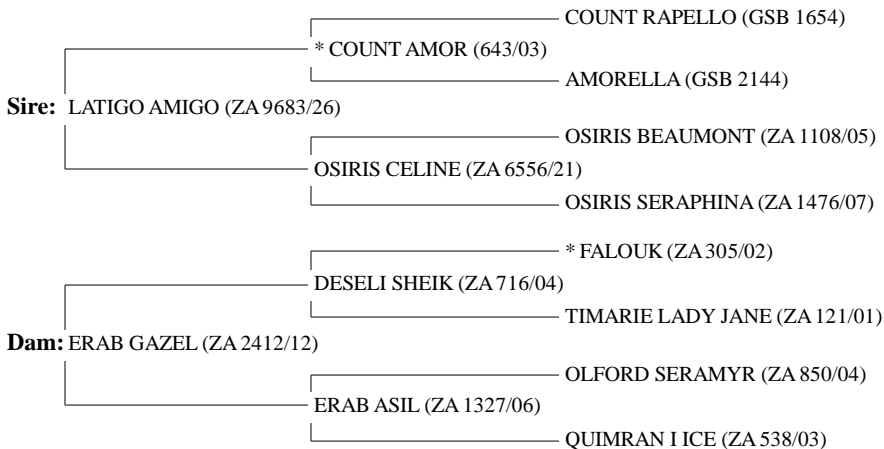 COUNT RAPELLO (GSB 1654)
* COUNT AMOR (643/03)
AMORELLA (GSB 2144)
Sire: LATIGO AMIGO (ZA 9683/26)
OSIRIS BEAUMONT (ZA 1108/05)
OSIRIS CELINE (ZA 6556/21)
OSIRIS SERAPHINA (ZA 1476/07)
* FALOUK (ZA 305/02)
DESELI SHEIK (ZA 716/04)
TIMARIE LADY JANE (ZA 121/01)
Dam: ERAB GAZEL (ZA 2412/12)
OLFORD SERAMYR (ZA 850/04)
ERAB ASIL (ZA 1327/06)
QUIMRAN I ICE (ZA 538/03)